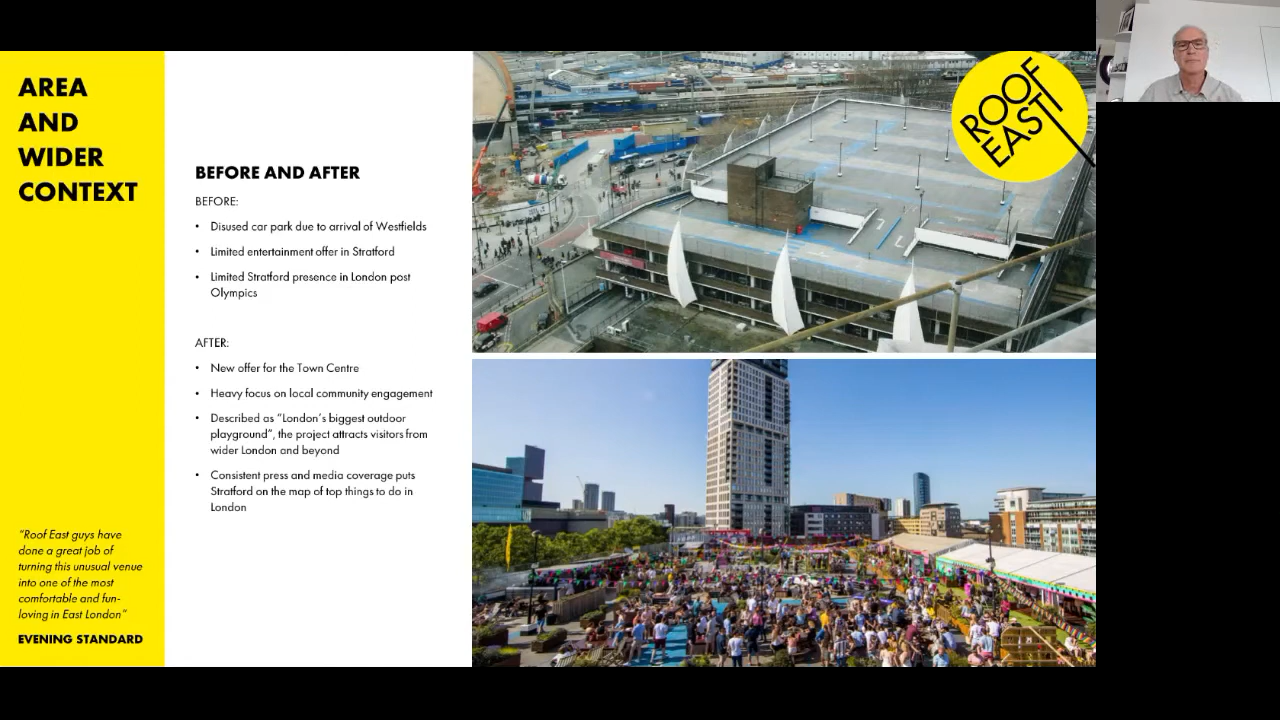 AREA
AND
WIDER
CONTEXT
"Roof East guys have
done a great job of
turning this unusual venue
into one of the most
comfortable and fun-
loving in East London"
EVENING STANDARD
BEFORE AND AFTER
BEFORE:
• Disused car park due to arrival of Westfields
• Limited entertainment offer in Stratford
• Limited Stratford presence in London post
Olympics
AFTER:
• New offer for the Town Centre
• Heavy focus on local community engagement
• Described as "London's biggest outdoor
playground", the project attracts visitors from
wider London and beyond
• Consistent press and media coverage puts
Stratford on the map of top things to do in
London
ROOF
EAST